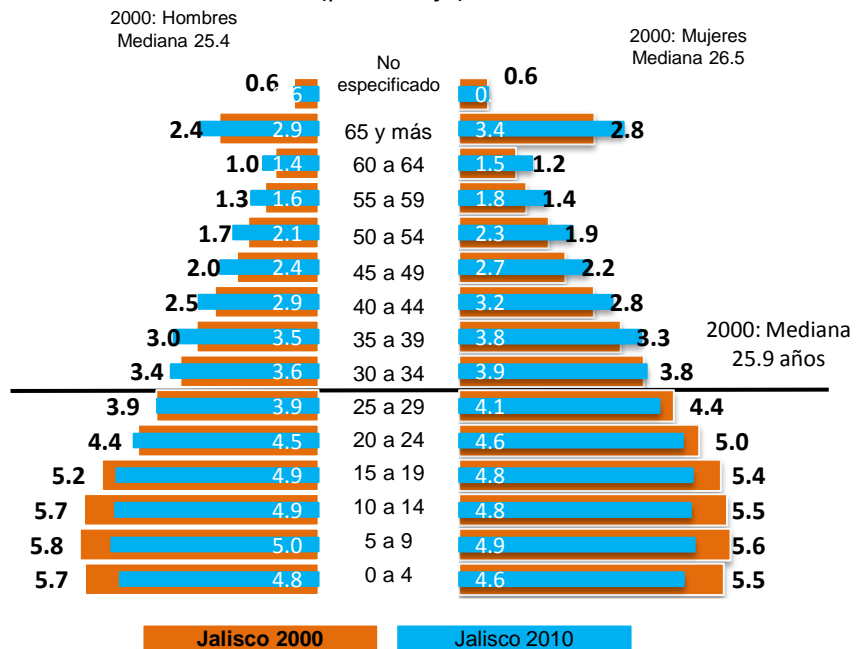 2000: Hombres
Mediana 25.4
2000: Mujeres
Mediana 26.5
No
especificado
0.6 0.6
2.4 2.9 65 y más 3.4 2.8
1.0 1.4 60 a 64 1.5 1.2
1.3 1.6 55 a 59 1.8 1.4
1.7 2.1 50 a 54 2.3 1.9
2.0 2.4 45 a 49 2.7 2.2
2.5 2.9 40 a 44 3.2 2.8
3.0 3.5 35 a 39 3.8 3.3
2000: Mediana
25.9 años
3.4 3.6 30 a 34 3.9 3.8
3.9 3.9 25 a 29 4.1 4.4
4.4 4.5 20 a 24 4.6 5.0
5.2 4.9 15 a 19 4.8 5.4
5.7 4.9 10 a 14 4.8 5.5
5.8 5.0 5 a 9 4.9 5.6
5.7 4.8 0 a 4 4.6 5.5
Jalisco 2000 Jalisco 2010